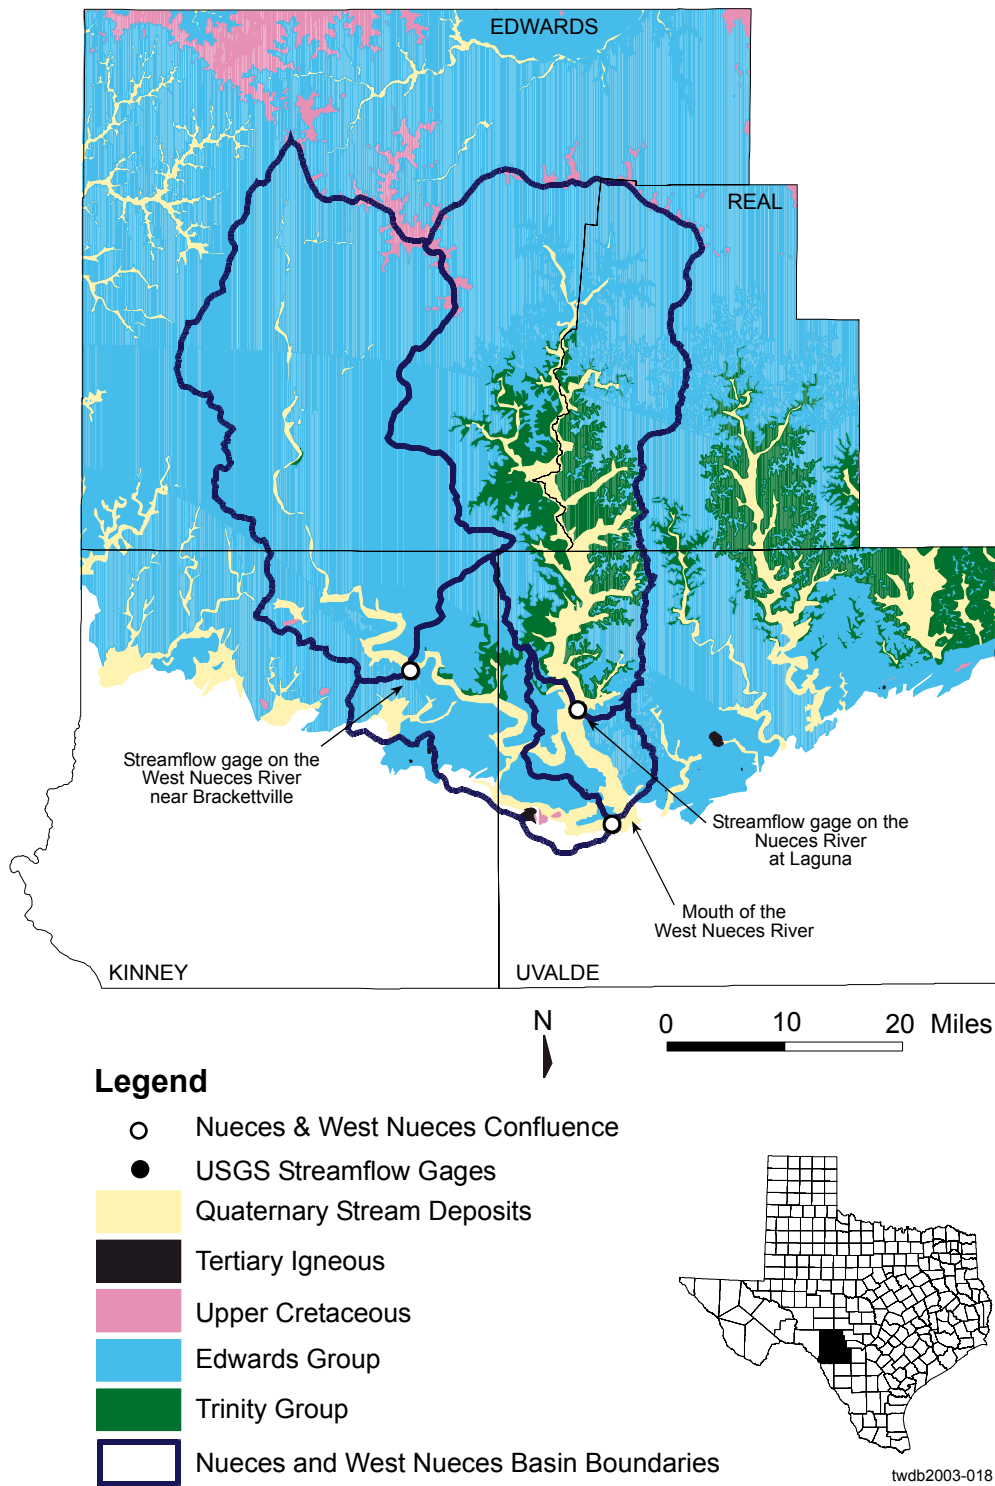 EDWARDS
REAL
Streamflow gage on the
West Nueces River
near Brackettville
Streamflow gage on the
Nueces River
at Laguna
Mouth of the
West Nueces River
KINNEY
UVALDE
N
0 10 20 Miles
Legend
Nueces & West Nueces Confluence
USGS Streamflow Gages
Quaternary Stream Deposits
Tertiary Igneous
Upper Cretaceous
Edwards Group
Trinity Group
Nueces and West Nueces Basin Boundaries
twdb2003-018